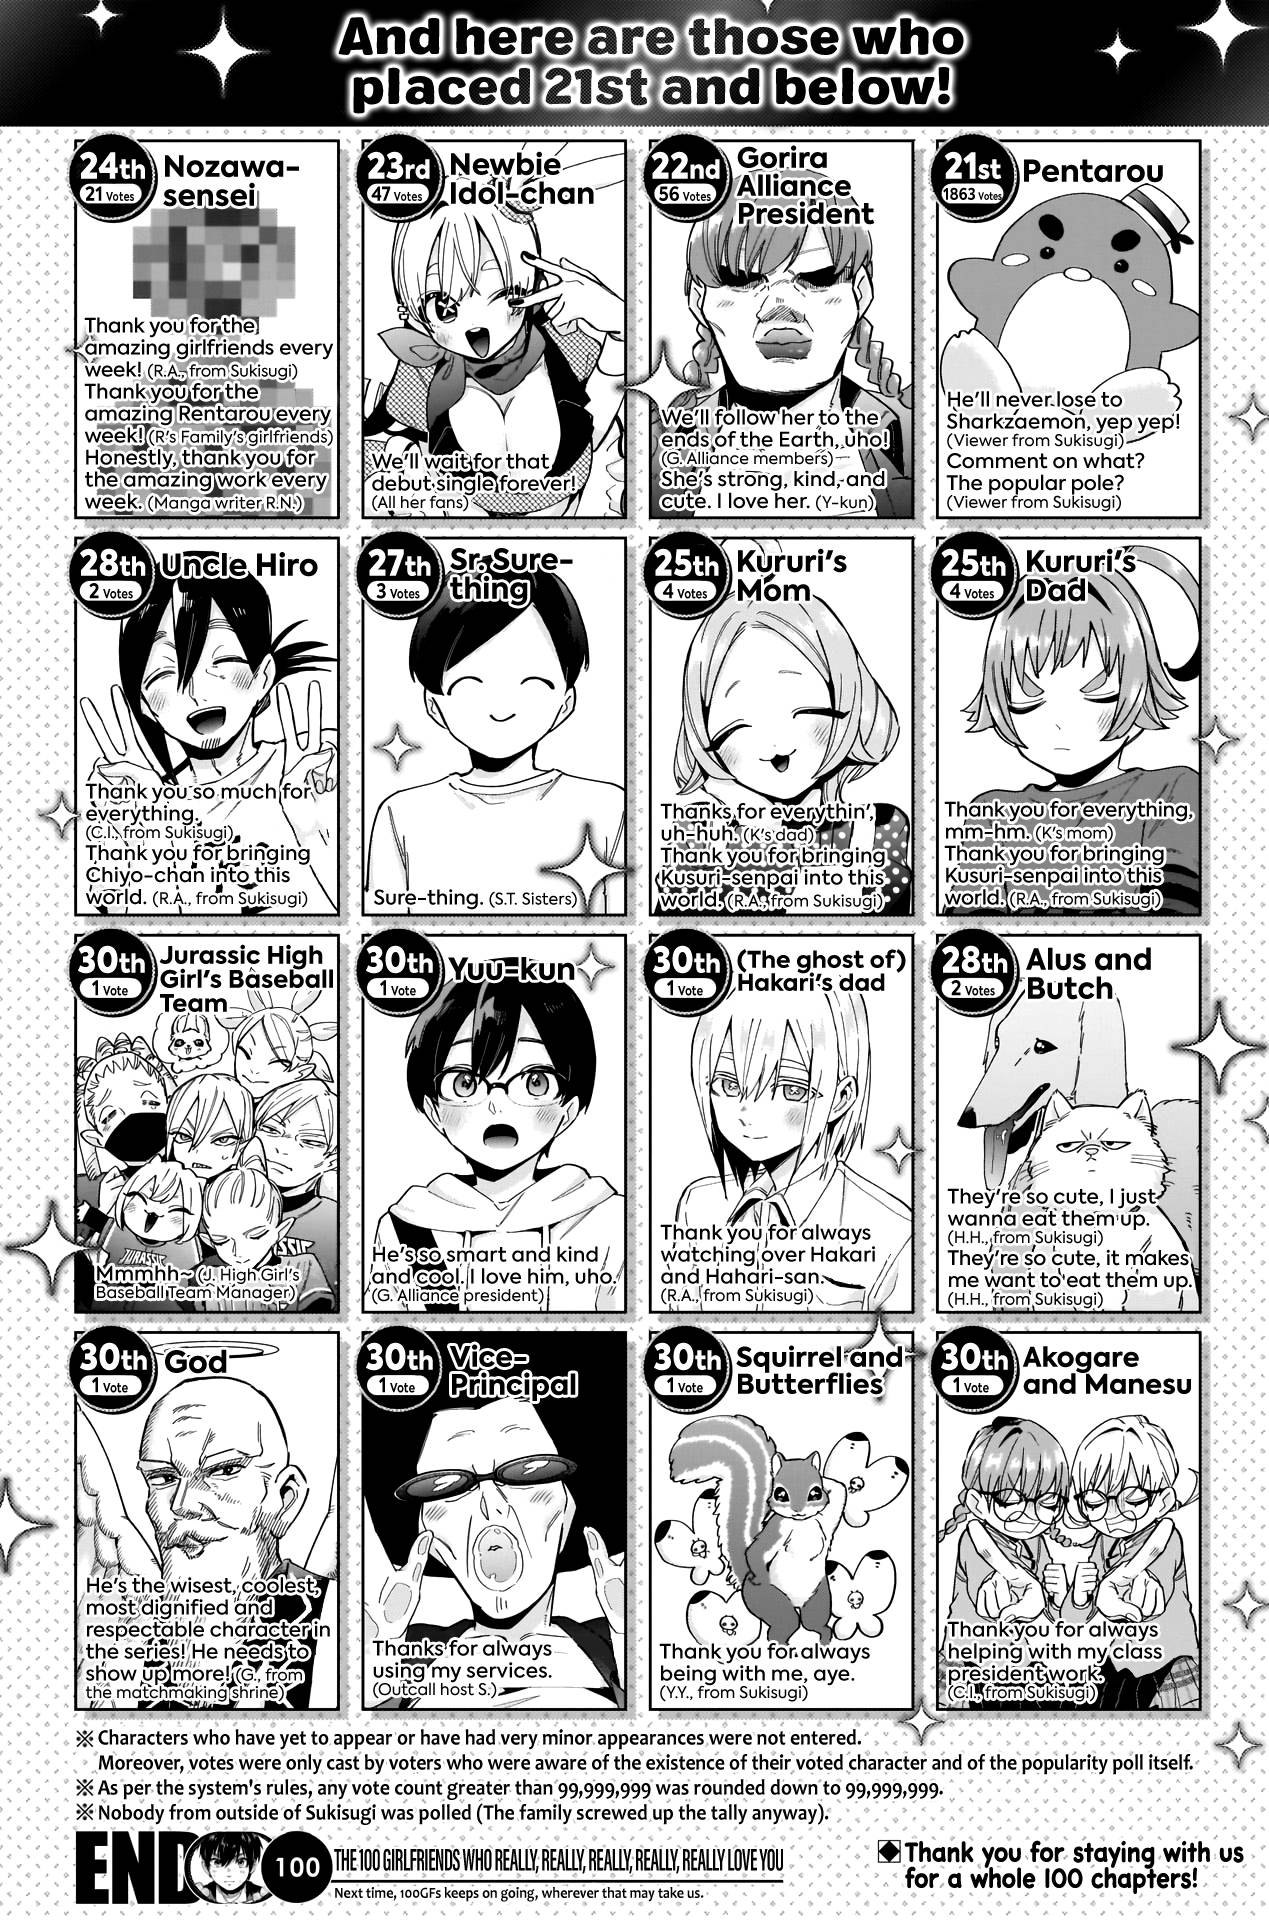 And here are those who
placed 21st and below!
21st
1863 Votes
Pentarou
He'll never lose to
Sharkzaemon, yep yep!
(Viewer from Sukisugi)
Comment on what?
The popular pole?
(Viewer from Sukisugi)
22nd
56 Votes
Gorira
Alliance
President
We'll follow her to the
ends of the Earth, uho!
(G. Alliance members)
She's strong, kind, and
cute. I love her. (Y-kun)
23rd
47 Votes
Newbie
Idol-chan
We'll wait for that
debut single forever!
(All her fans)
24th
21 Votes
Nozawa-
sensei
Thank you for the
amazing girlfriends every
week! (R.A., from Sukisugi)
Thank you for the
amazing Rentarou every
week! (R's Family's girlfriends)
Honestly, thank you for
the amazing work every
week. (Manga writer R.N.)
25th
4 Votes
Kururi's
Dad
Thank you for everything,
mm-hm. (K's mom)
Thank you for bringing
Kusuri-senpai into this
world. (R.A., from Sukisugi)
25th
4 Votes
Kururi's
Mom
Thanks for everythin',
uh-huh. (K's dad)
Thank you for bringing
Kusuri-senpai into this
world. (R.A., from Sukisugi)
27th
3 Votes
Sr. Sure-
thing
Sure-thing. (S.T. Sisters)
28th
2 Votes
Uncle Hiro
Thank you so much for
everything.
(C.I., from Sukisugi)
Thank you for bringing
Chiyo-chan into this
world. (R.A., from Sukisugi)
28th
2 Votes
Alus and
Butch
They're so cute, I just
wanna eat them up.
(H.H., from Sukisugi)
They're so cute, it makes
me want to eat them up.
(H.H., from Sukisugi)
30th
1 Vote
(The ghost of)
Hakari's dad
Thank you for always
watching over Hakari
and Hahari-san.
(R.A., from Sukisugi)
30th
1 Vote
Yuu-kun
He's so smart and kind
and cool. I love him, uho.
(G. Alliance president)
30th
1 Vote
Jurassic High
Girl's Baseball
Team
Mmmhh~ (J. High Girl's
Baseball Team Manager)
30th
1 Vote
Akogare
and Manesu
Thank you for always
helping with my class
president work.
(C.I., from Sukisugi)
30th
1 Vote
Squirrel and
Butterflies
Thank you for always
being with me, aye.
(Y.Y., from Sukisugi)
30th
1 Vote
Vice-
Principal
Thanks for always
using my services.
(Outcall host S.)
30th
1 Vote
God
He's the wisest, coolest,
most dignified and
respectable character in
the series! He needs to
show up more! (G., from
the matchmaking shrine)
※ Characters who have yet to appear or have had very minor appearances were not entered.
Moreover, votes were only cast by voters who were aware of the existence of their voted character and of the popularity poll itself.
※ As per the system's rules, any vote count greater than 99,999,999 was rounded down to 99,999,999.
※ Nobody from outside of Sukisugi was polled (The family screwed up the tally anyway).
END
100
THE 100 GIRLFRIENDS WHO REALLY, REALLY, REALLY, REALLY, REALLY LOVE YOU
Next time, 100GFs keeps on going, wherever that may take us.
Thank you for staying with us
for a whole 100 chapters!